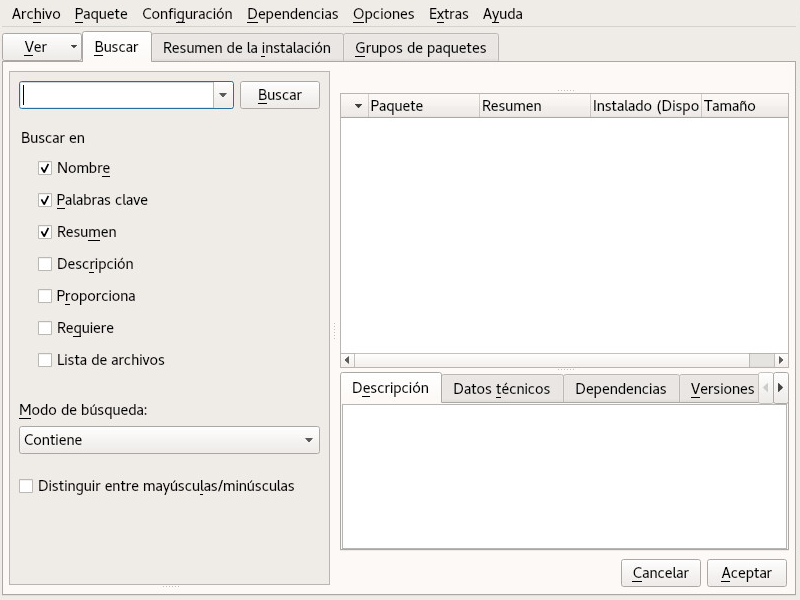 Archivo Paquete Configuración Dependencias Opciones Extras Ayuda
Ver Buscar Resumen de la instalación Grupos de paquetes
Buscar
Buscar en
Nombre
Palabras clave
Resumen
Descripción
Proporciona
Requiere
Lista de archivos
Modo de búsqueda:
Contiene
Distinguir entre mayúsculas/minúsculas
Paquete Resumen Instalado (Dispo Tamaño
Descripción Datos técnicos Dependencias Versiones
Cancelar Aceptar